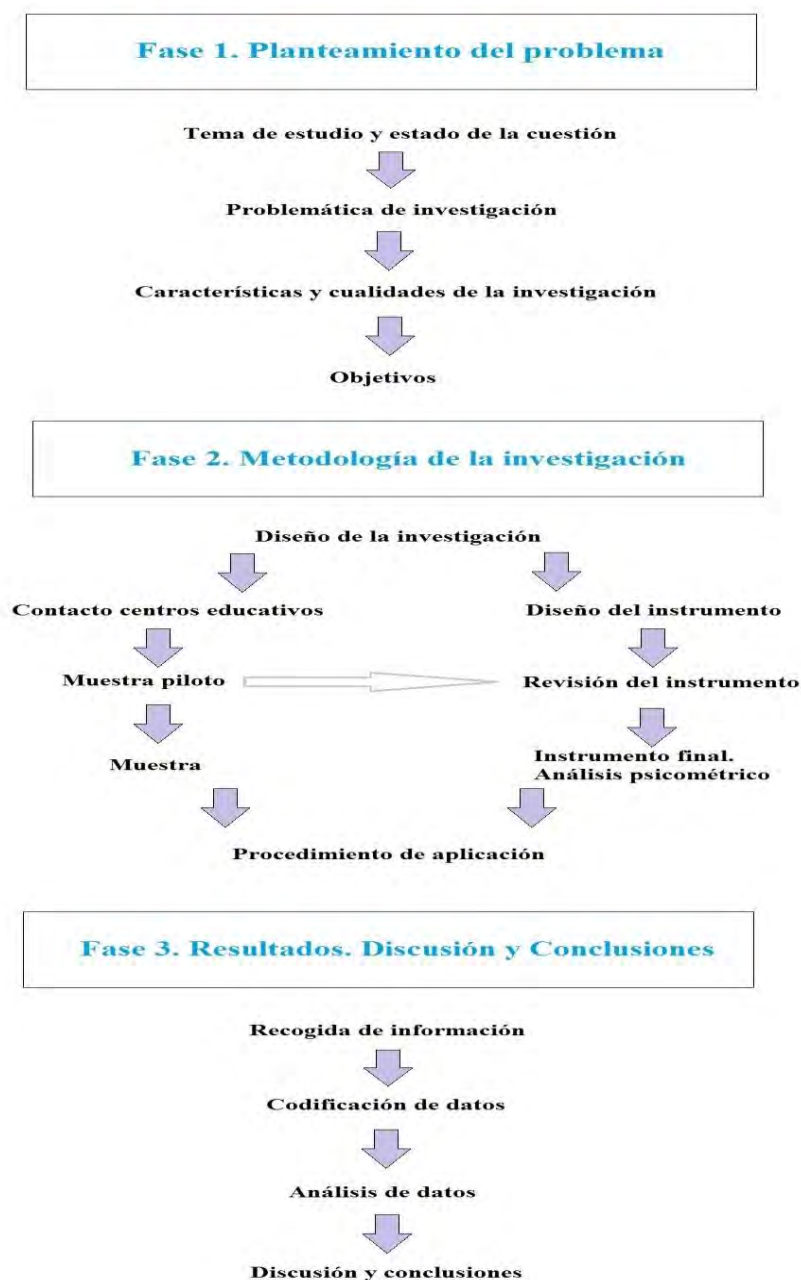 Fase 1. Planteamiento del problema
Tema de estudio y estado de la cuestión
Problemática de investigación
Características y cualidades de la investigación
Objetivos
Fase 2. Metodología de la investigación
Diseño de la investigación
Contacto centros educativos
Diseño del instrumento
Muestra piloto
Revisión del instrumento
Muestra
Instrumento final.
Análisis psicométrico
Procedimiento de aplicación
Fase 3. Resultados. Discusión y Conclusiones
Recogida de información
Codificación de datos
Análisis de datos
Discusión y conclusiones